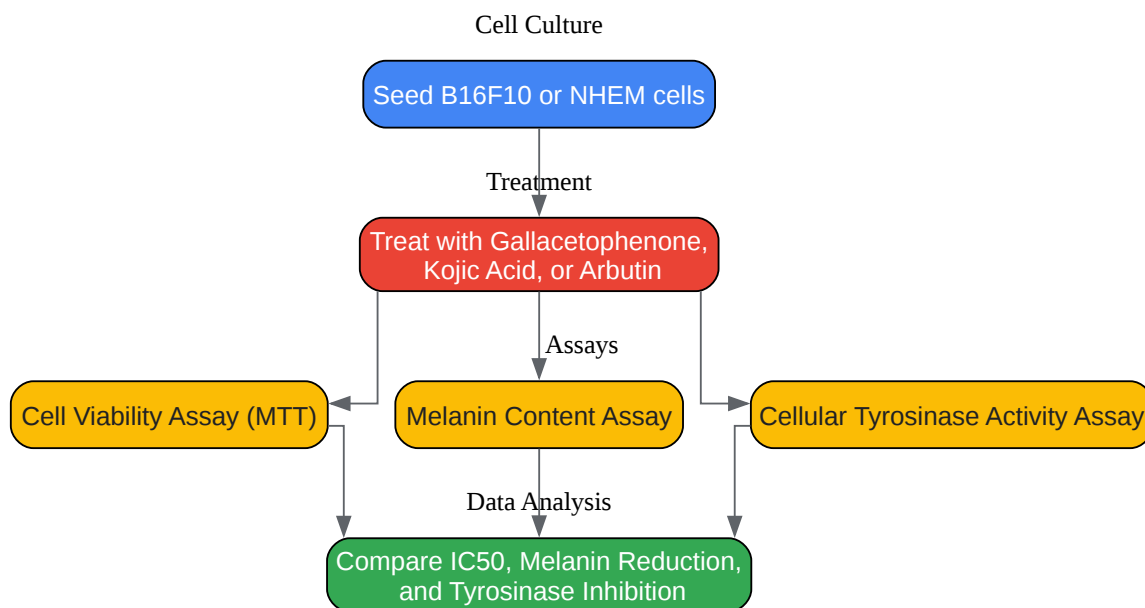 Cell Culture
Seed B16F10 or NHEM cells
Treatment
Treat with Gallacetophenone,
Kojic Acid, or Arbutin
Assays
Cell Viability Assay (MTT)
Melanin Content Assay
Cellular Tyrosinase Activity Assay
Data Analysis
Compare IC50, Melanin Reduction,
and Tyrosinase Inhibition